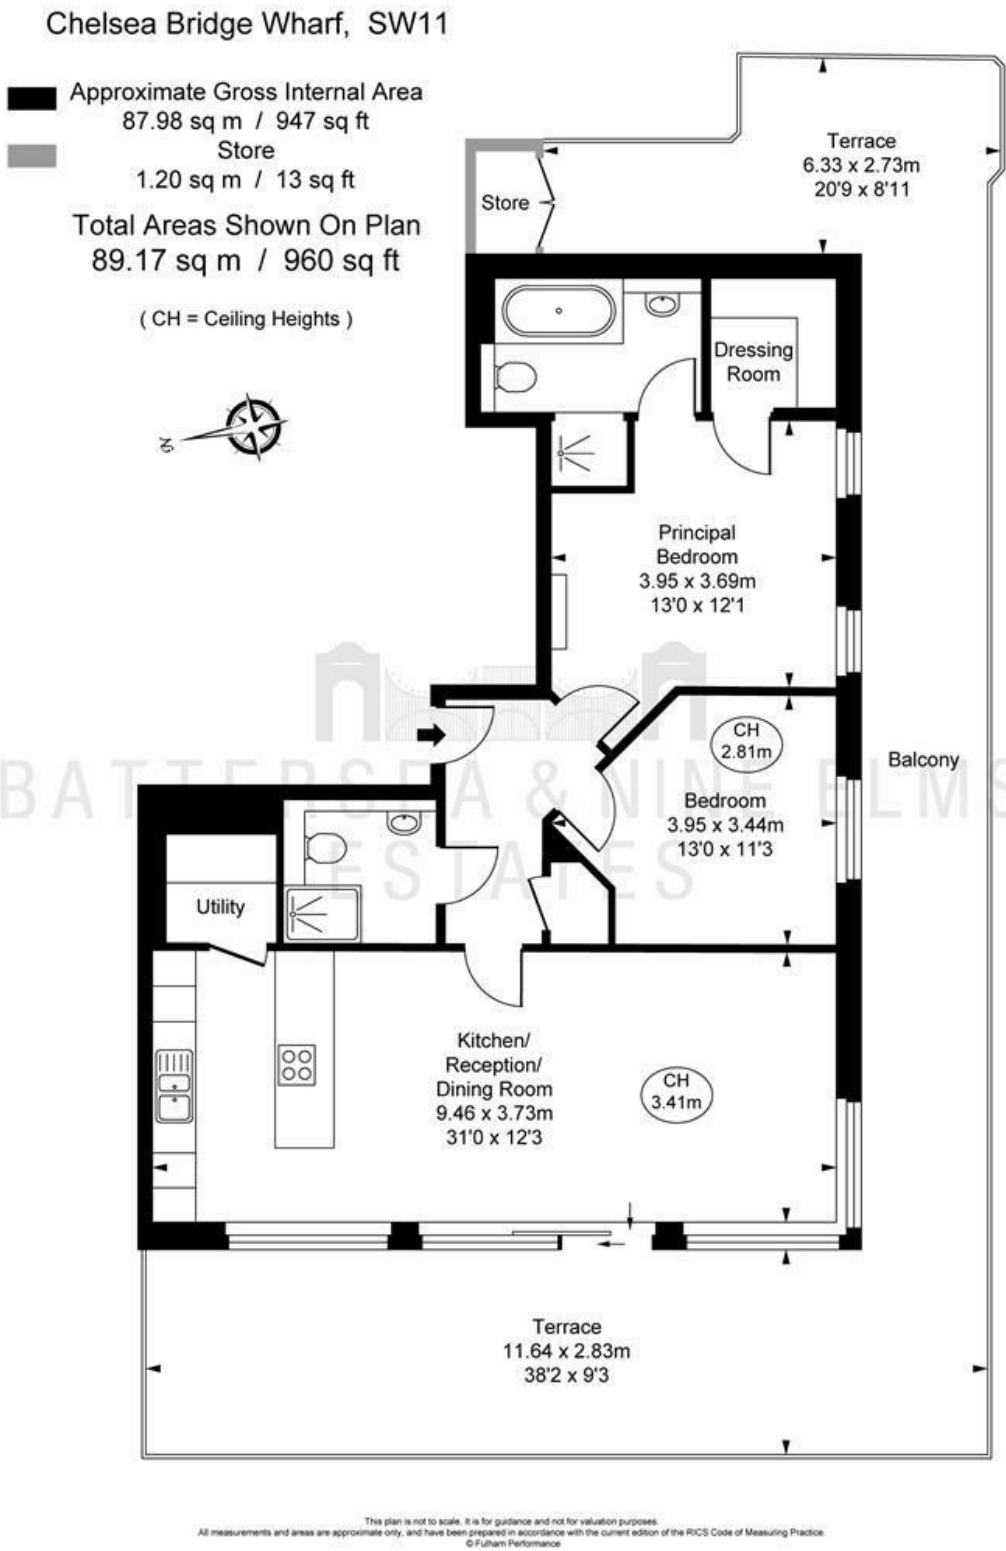 Chelsea Bridge Wharf, SW11
Approximate Gross Internal Area
87.98 sq m / 947 sq ft
Store
1.20 sq m / 13 sq ft
Total Areas Shown On Plan
89.17 sq m / 960 sq ft
( CH = Ceiling Heights )
N
Terrace
6.33 x 2.73m
20'9 x 8'11
Store
Dressing
Room
Principal
Bedroom
3.95 x 3.69m
13'0 x 12'1
CH
2.81m
Balcony
Bedroom
3.95 x 3.44m
13'0 x 11'3
BATTERSEA & NINE ELMS
ESTATES
Utility
Kitchen/
Reception/
Dining Room
9.46 x 3.73m
31'0 x 12'3
CH
3.41m
Terrace
11.64 x 2.83m
38'2 x 9'3
This plan is not to scale. It is for guidance and not for valuation purposes.
All measurements and areas are approximate only, and have been prepared in accordance with the current edition of the RICS Code of Measuring Practice.
© Fulham Performance